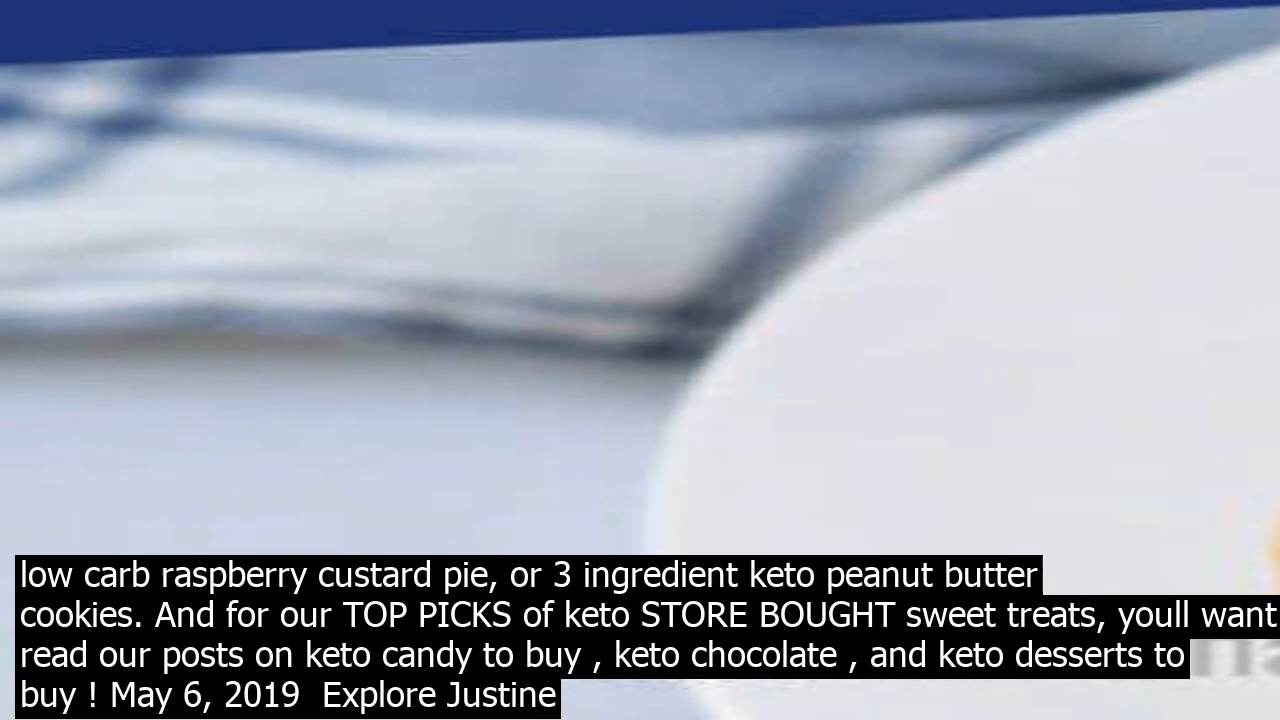 low carb raspberry custard pie, or 3 ingredient keto peanut butter
cookies. And for our TOP PICKS of keto STORE BOUGHT sweet treats, youll want
read our posts on keto candy to buy , keto chocolate , and keto desserts to
buy ! May 6, 2019  Explore Justine